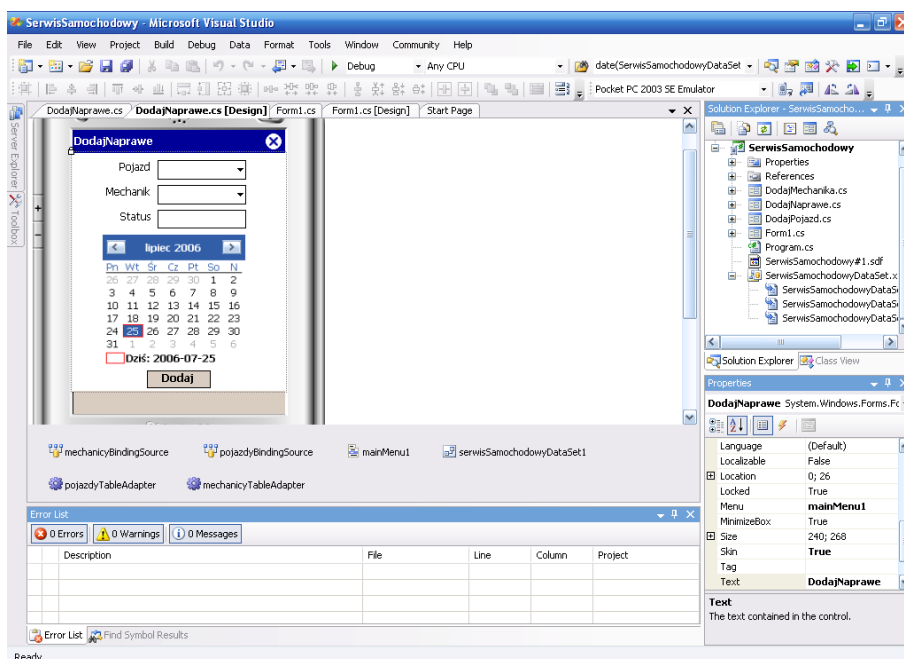 SerwisSamochodowy - Microsoft Visual Studio
File Edit View Project Build Debug Data Format Tools Window Community Help
Debug Any CPU date(SerwisSamochodowyDataSet
Pocket PC 2003 SE Emulator
DodajNaprawe.cs DodajNaprawe.cs [Design] Form1.cs Form1.cs [Design] Start Page
Server Explorer
Toolbox
DodajNaprawe
Pojazd
Mechanik
Status
lipiec 2006
Pn Wt Śr Cz Pt So N
26 27 28 29 30 1 2
3 4 5 6 7 8 9
10 11 12 13 14 15 16
17 18 19 20 21 22 23
24 25 26 27 28 29 30
31 1 2 3 4 5 6
Dziś: 2006-07-25
Dodaj
mechanicyBindingSource pojazdyBindingSource mainMenu1 serwisSamochodowyDataSet1
pojazdyTableAdapter mechanicyTableAdapter
Error List
0 Errors 0 Warnings 0 Messages
Description File Line Column Project
Error List Find Symbol Results
Ready
Solution Explorer - SerwisSamocho...
SerwisSamochodowy
Properties
References
DodajMechanika.cs
DodajNaprawe.cs
DodajPojazd.cs
Form1.cs
Program.cs
SerwisSamochodowy#1.sdf
SerwisSamochodowyDataSet.x
SerwisSamochodowyDataS
SerwisSamochodowyDataS
SerwisSamochodowyDataS
Solution Explorer Class View
Properties
DodajNaprawe System.Windows.Forms.Fo
Language (Default)
Localizable False
Location 0; 26
Locked True
Menu mainMenu1
MinimizeBox True
Size 240; 268
Skin True
Tag
Text DodajNaprawe
Text
The text contained in the control.